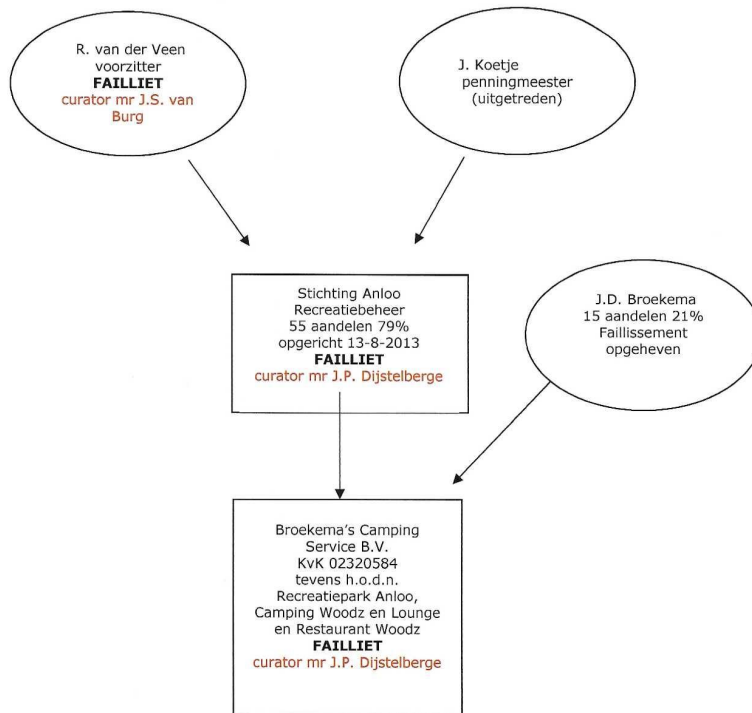 R. van der Veen
voorzitter
FAILLIET
curator mr J.S. van
Burg
J. Koetje
penningmeester
(uitgetreden)
Stichting Anloo
Recreatiebeheer
55 aandelen 79%
opgericht 13-8-2013
FAILLIET
curator mr J.P. Dijstelberge
J.D. Broekema
15 aandelen 21%
Faillissement
opgeheven
Broekema's Camping
Service B.V.
KvK 02320584
tevens h.o.d.n.
Recreatiepark Anloo,
Camping Woodz en Lounge
en Restaurant Woodz
FAILLIET
curator mr J.P. Dijstelberge